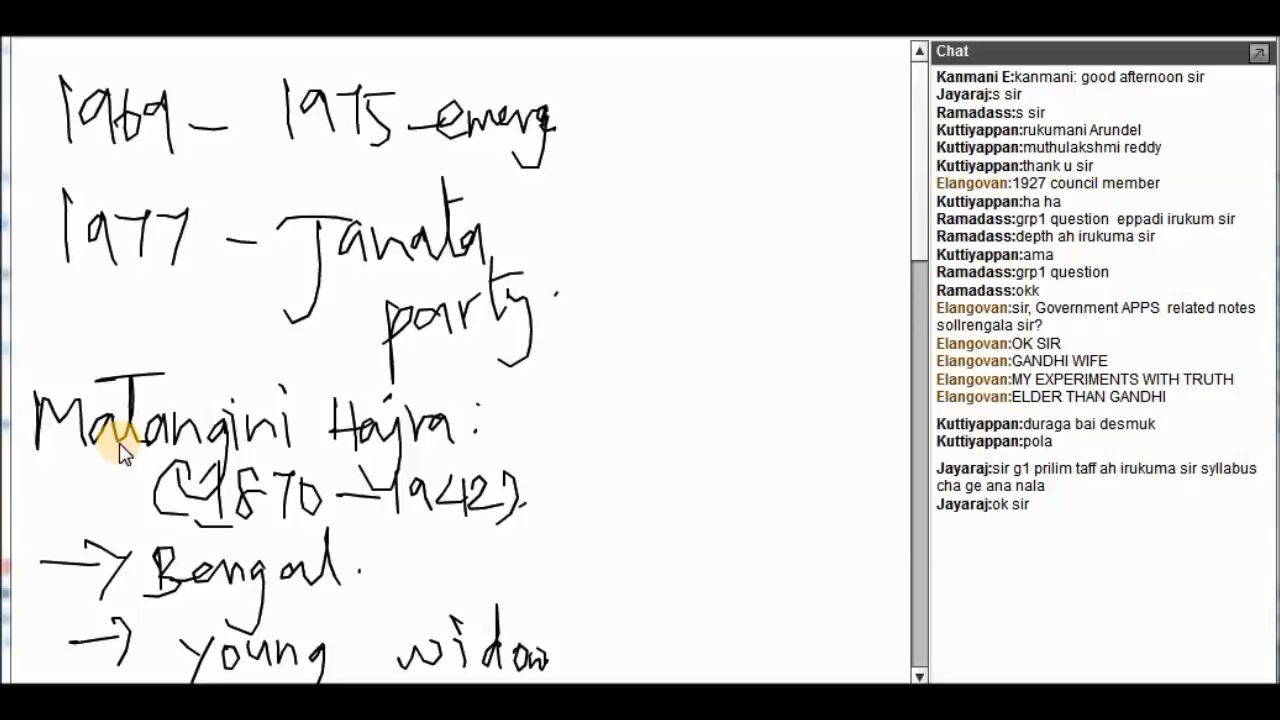 1969 - 1975 - emerg
1977 - Janata
party.
MaTangini Hajra:
(1870 - 1942).
→ Bengal.
→ young widow
Chat
Kanmani E:kanmani: good afternoon sir
Jayaraj:s sir
Ramadass:s sir
Kuttiyappan:rukumani Arundel
Kuttiyappan:muthulakshmi reddy
Kuttiyappan:thank u sir
Elangovan:1927 council member
Kuttiyappan:ha ha
Ramadass:grp1 question eppadi irukum sir
Ramadass:depth ah irukuma sir
Kuttiyappan:ama
Ramadass:grp1 question
Ramadass:okk
Elangovan:sir, Government APPS related notes
sollrengala sir?
Elangovan:OK SIR
Elangovan:GANDHI WIFE
Elangovan:MY EXPERIMENTS WITH TRUTH
Elangovan:ELDER THAN GANDHI
Kuttiyappan:duraga bai desmuk
Kuttiyappan:pola
Jayaraj:sir g1 prilim taff ah irukuma sir syllabus
cha ge ana nala
Jayaraj:ok sir